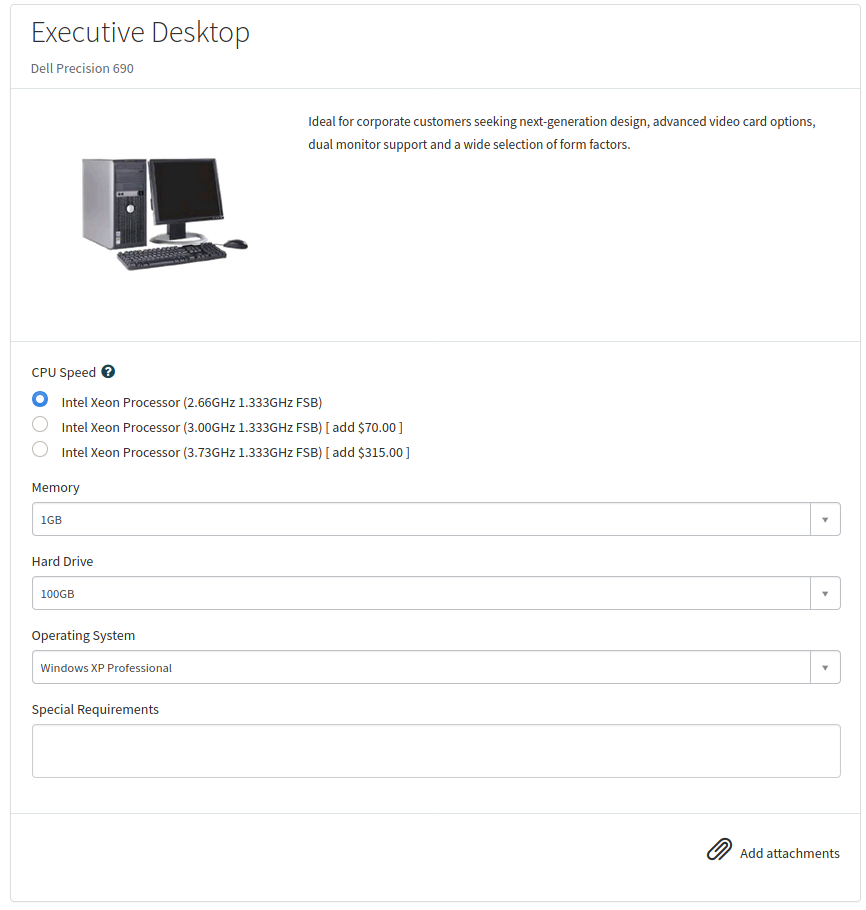 Executive Desktop
Dell Precision 690
Ideal for corporate customers seeking next-generation design, advanced video card options,
dual monitor support and a wide selection of form factors.
CPU Speed
Intel Xeon Processor (2.66GHz 1.333GHz FSB)
Intel Xeon Processor (3.00GHz 1.333GHz FSB) [ add $70.00 ]
Intel Xeon Processor (3.73GHz 1.333GHz FSB) [ add $315.00 ]
Memory
1GB
Hard Drive
100GB
Operating System
Windows XP Professional
Special Requirements
Add attachments